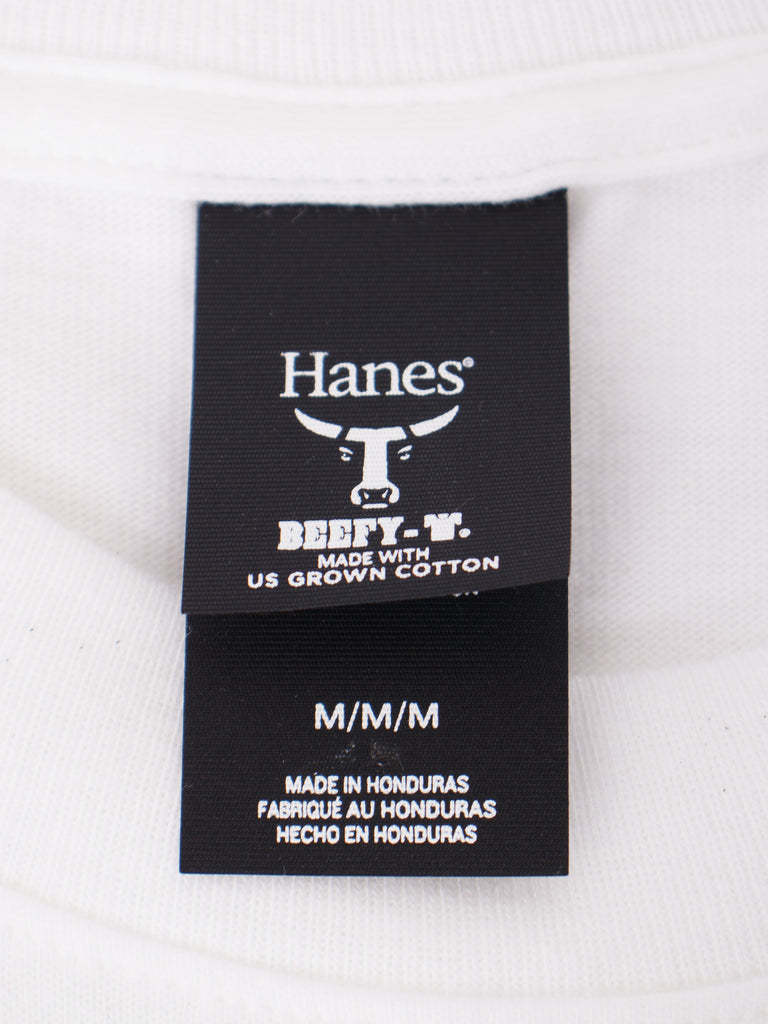 Hanes®
BEEFY-T.
MADE WITH
US GROWN COTTON
M/M/M
MADE IN HONDURAS
FABRIQUÉ AU HONDURAS
HECHO EN HONDURAS